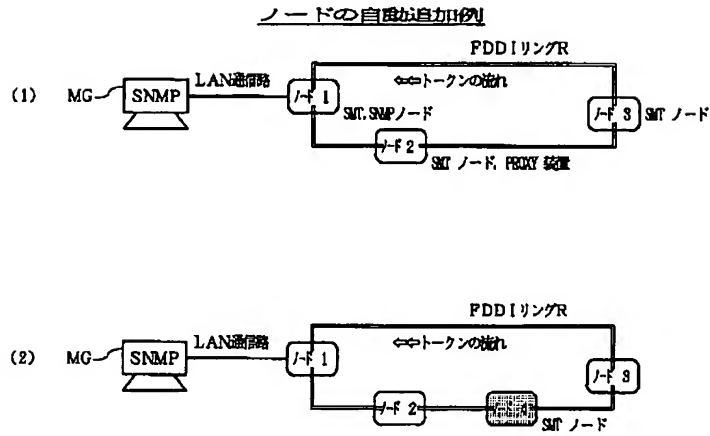 ノードの自動追加例
FDDIリングR
LAN通信路
⇦⇦トークンの流れ
(1) MG SNMP ノード 1 ノード 3 SMT ノード
SMT.SNMPノード
ノード 2
SMT ノード, PROXY 装置
FDDIリングR
LAN通信路
⇦⇨トークンの流れ
(2) MG SNMP ノード 1 ノード 3
ノード 2
SMT ノード